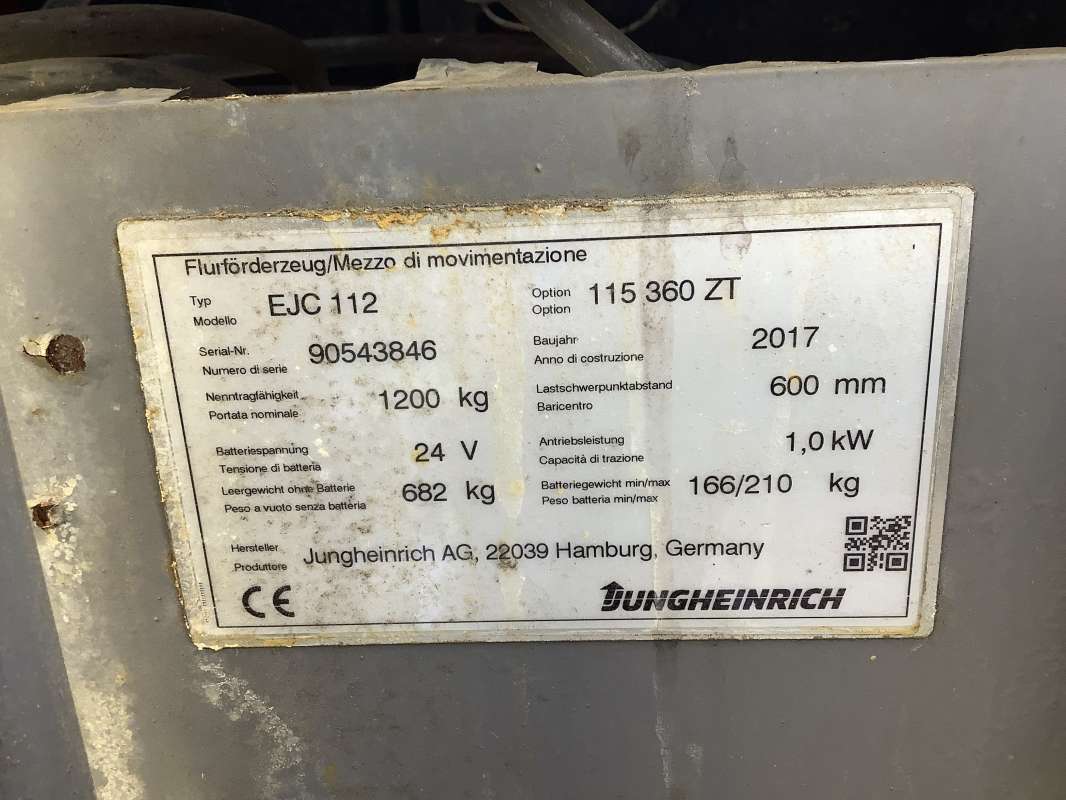 Flurförderzeug/Mezzo di movimentazione
Typ EJC 112 Option 115 360 ZT
Modello Option
Serial-Nr. 90543846 Baujahr 2017
Numero di serie Anno di costruzione
Nenntragfähigkeit 1200 kg Lastschwerpunktabstand 600 mm
Portata nominale Baricentro
Batteriespannung 24 V Antriebsleistung 1,0 kW
Tensione di batteria Capacità di trazione
Leergewicht ohne Batterie 682 kg Batteriegewicht min/max 166/210 kg
Peso a vuoto senza batteria Peso batteria min/max
Hersteller Jungheinrich AG, 22039 Hamburg, Germany
Produttore
CE JUNGHEINRICH